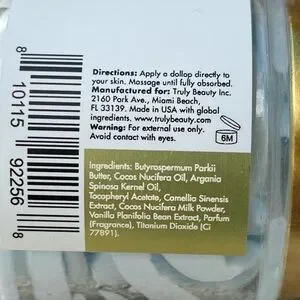 Directions: Apply a dollop directly to
your skin. Massage until fully absorbed.
Manufactured for: Truly Beauty Inc.
2160 Park Ave., Miami Beach,
FL 33139. Made in USA with global
ingredients. www.trulybeauty.com
Warning: For external use only.
Avoid contact with eyes.
6M
8
10115
92256
8
Ingredients: Butyrospermum Parkii
Butter, Cocos Nucifera Oil, Argania
Spinosa Kernel Oil,
Tocopheryl Acetate, Camellia Sinensis
Extract, Cocos Nucifera Milk Powder,
Vanilla Planifolia Bean Extract, Parfum
(Fragrance), Titanium Dioxide (Ci
77891).